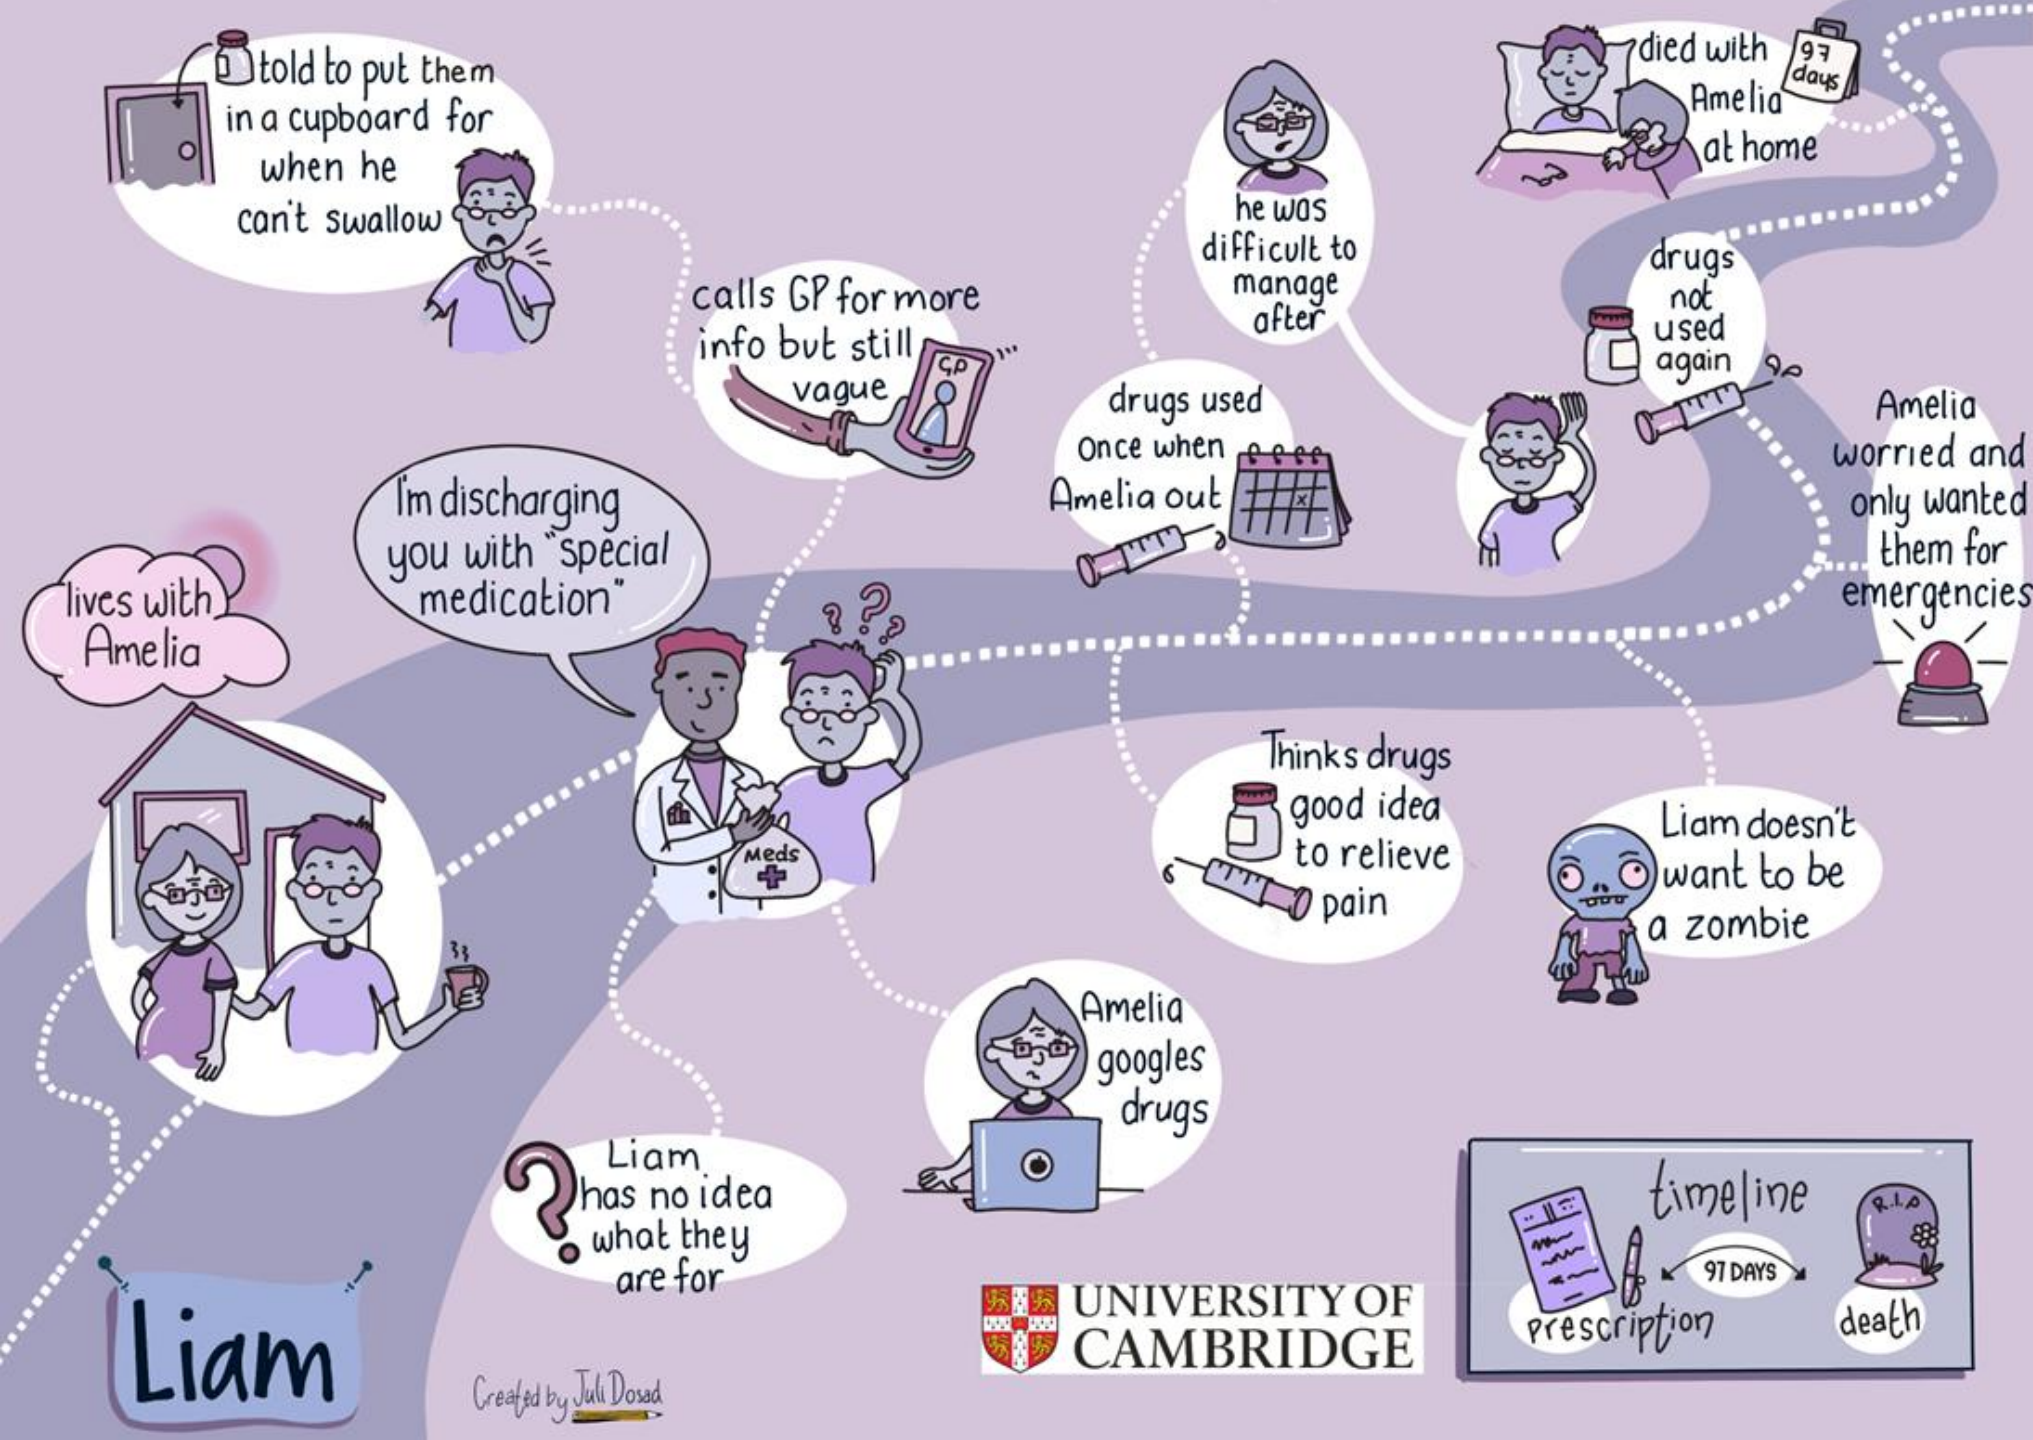 told to put them
in a cupboard for
when he
can't swallow
calls GP for more
info but still
vague
GP
I'm discharging
you with "special
medication"
lives with
Amelia
Meds
Liam
has no idea
what they
are for
Amelia
googles
drugs
he was
difficult to
manage
after
drugs used
once when
Amelia out
x
Thinks drugs
good idea
to relieve
pain
Liam doesn't
want to be
a zombie
Amelia
worried and
only wanted
them for
emergencies
drugs
not
used
again
died with
Amelia
at home
97
days
Liam
Created by Juli Dosad
UNIVERSITY OF
CAMBRIDGE
timeline
R.I.P
97 DAYS
prescription
death